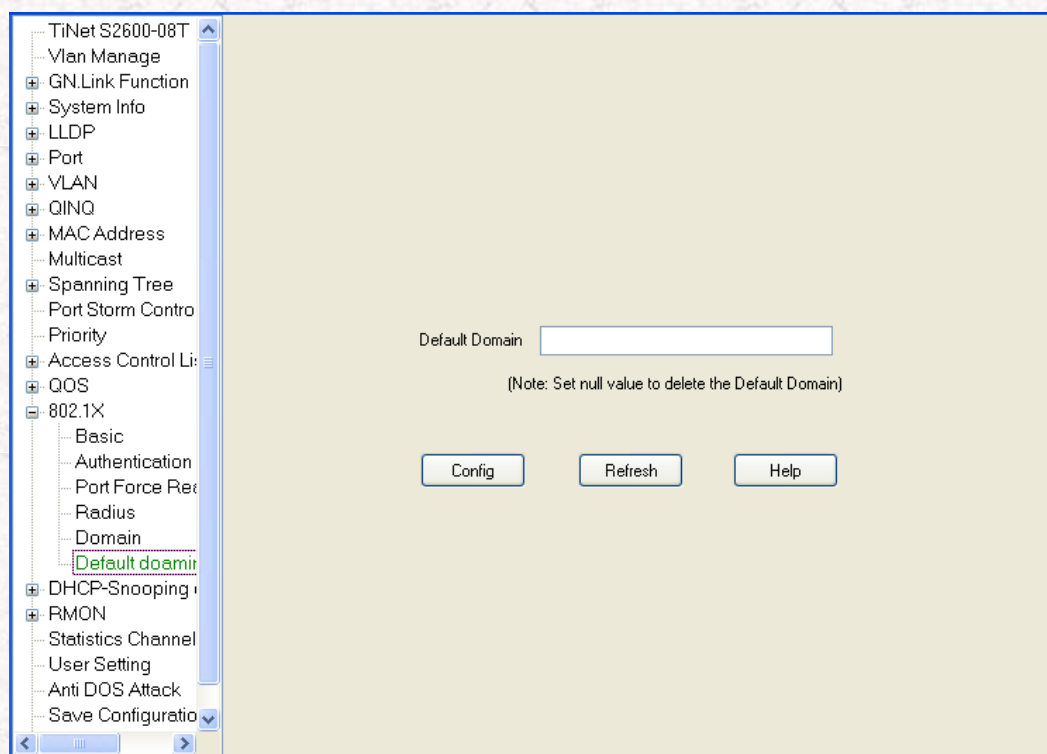 TiNet S2600-08T
Vlan Manage
GN.Link Function
System Info
LLDP
Port
VLAN
QINQ
MAC Address
Multicast
Spanning Tree
Port Storm Contro
Priority
Access Control Lis
QOS
802.1X
Basic
Authentication
Port Force Rea
Radius
Domain
Default doamin
DHCP-Snooping
RMON
Statistics Channel
User Setting
Anti DOS Attack
Save Configuratio
Default Domain
(Note: Set null value to delete the Default Domain)
Config Refresh Help